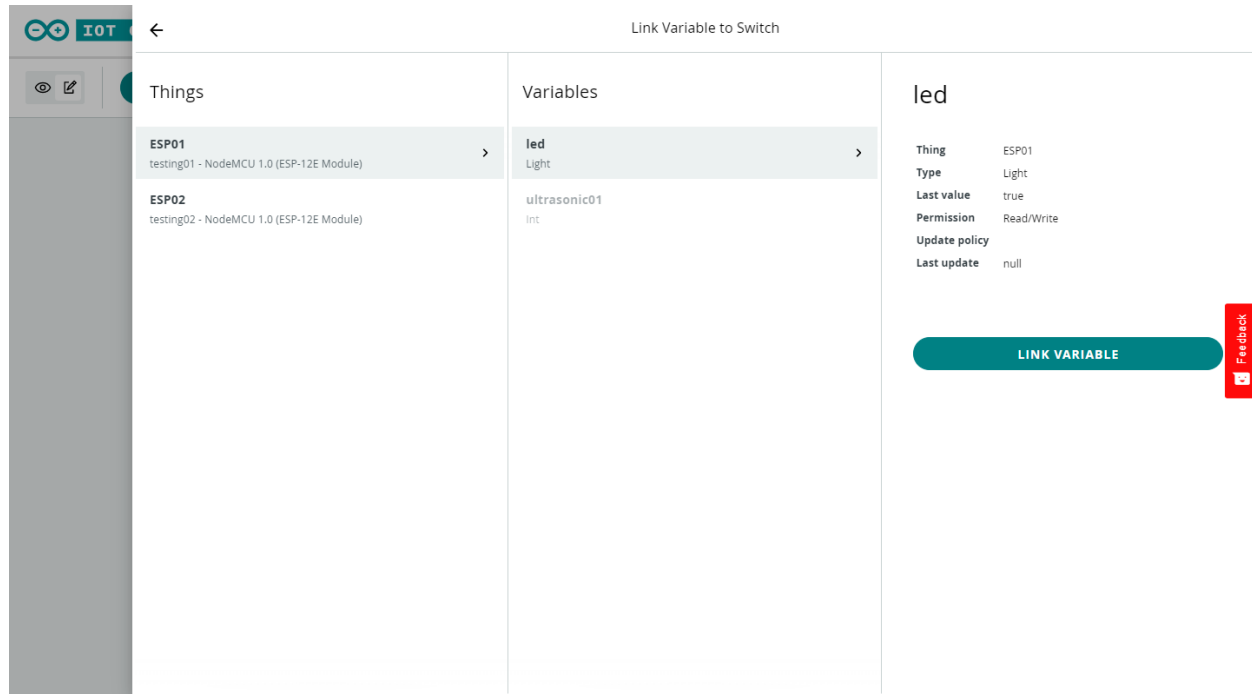 IOT
Link Variable to Switch
Things
ESP01
testing01 - NodeMCU 1.0 (ESP-12E Module)
ESP02
testing02 - NodeMCU 1.0 (ESP-12E Module)
Variables
led
Light
ultrasonic01
Int
led
Thing ESP01
Type Light
Last value true
Permission Read/Write
Update policy
Last update null
LINK VARIABLE
Feedback